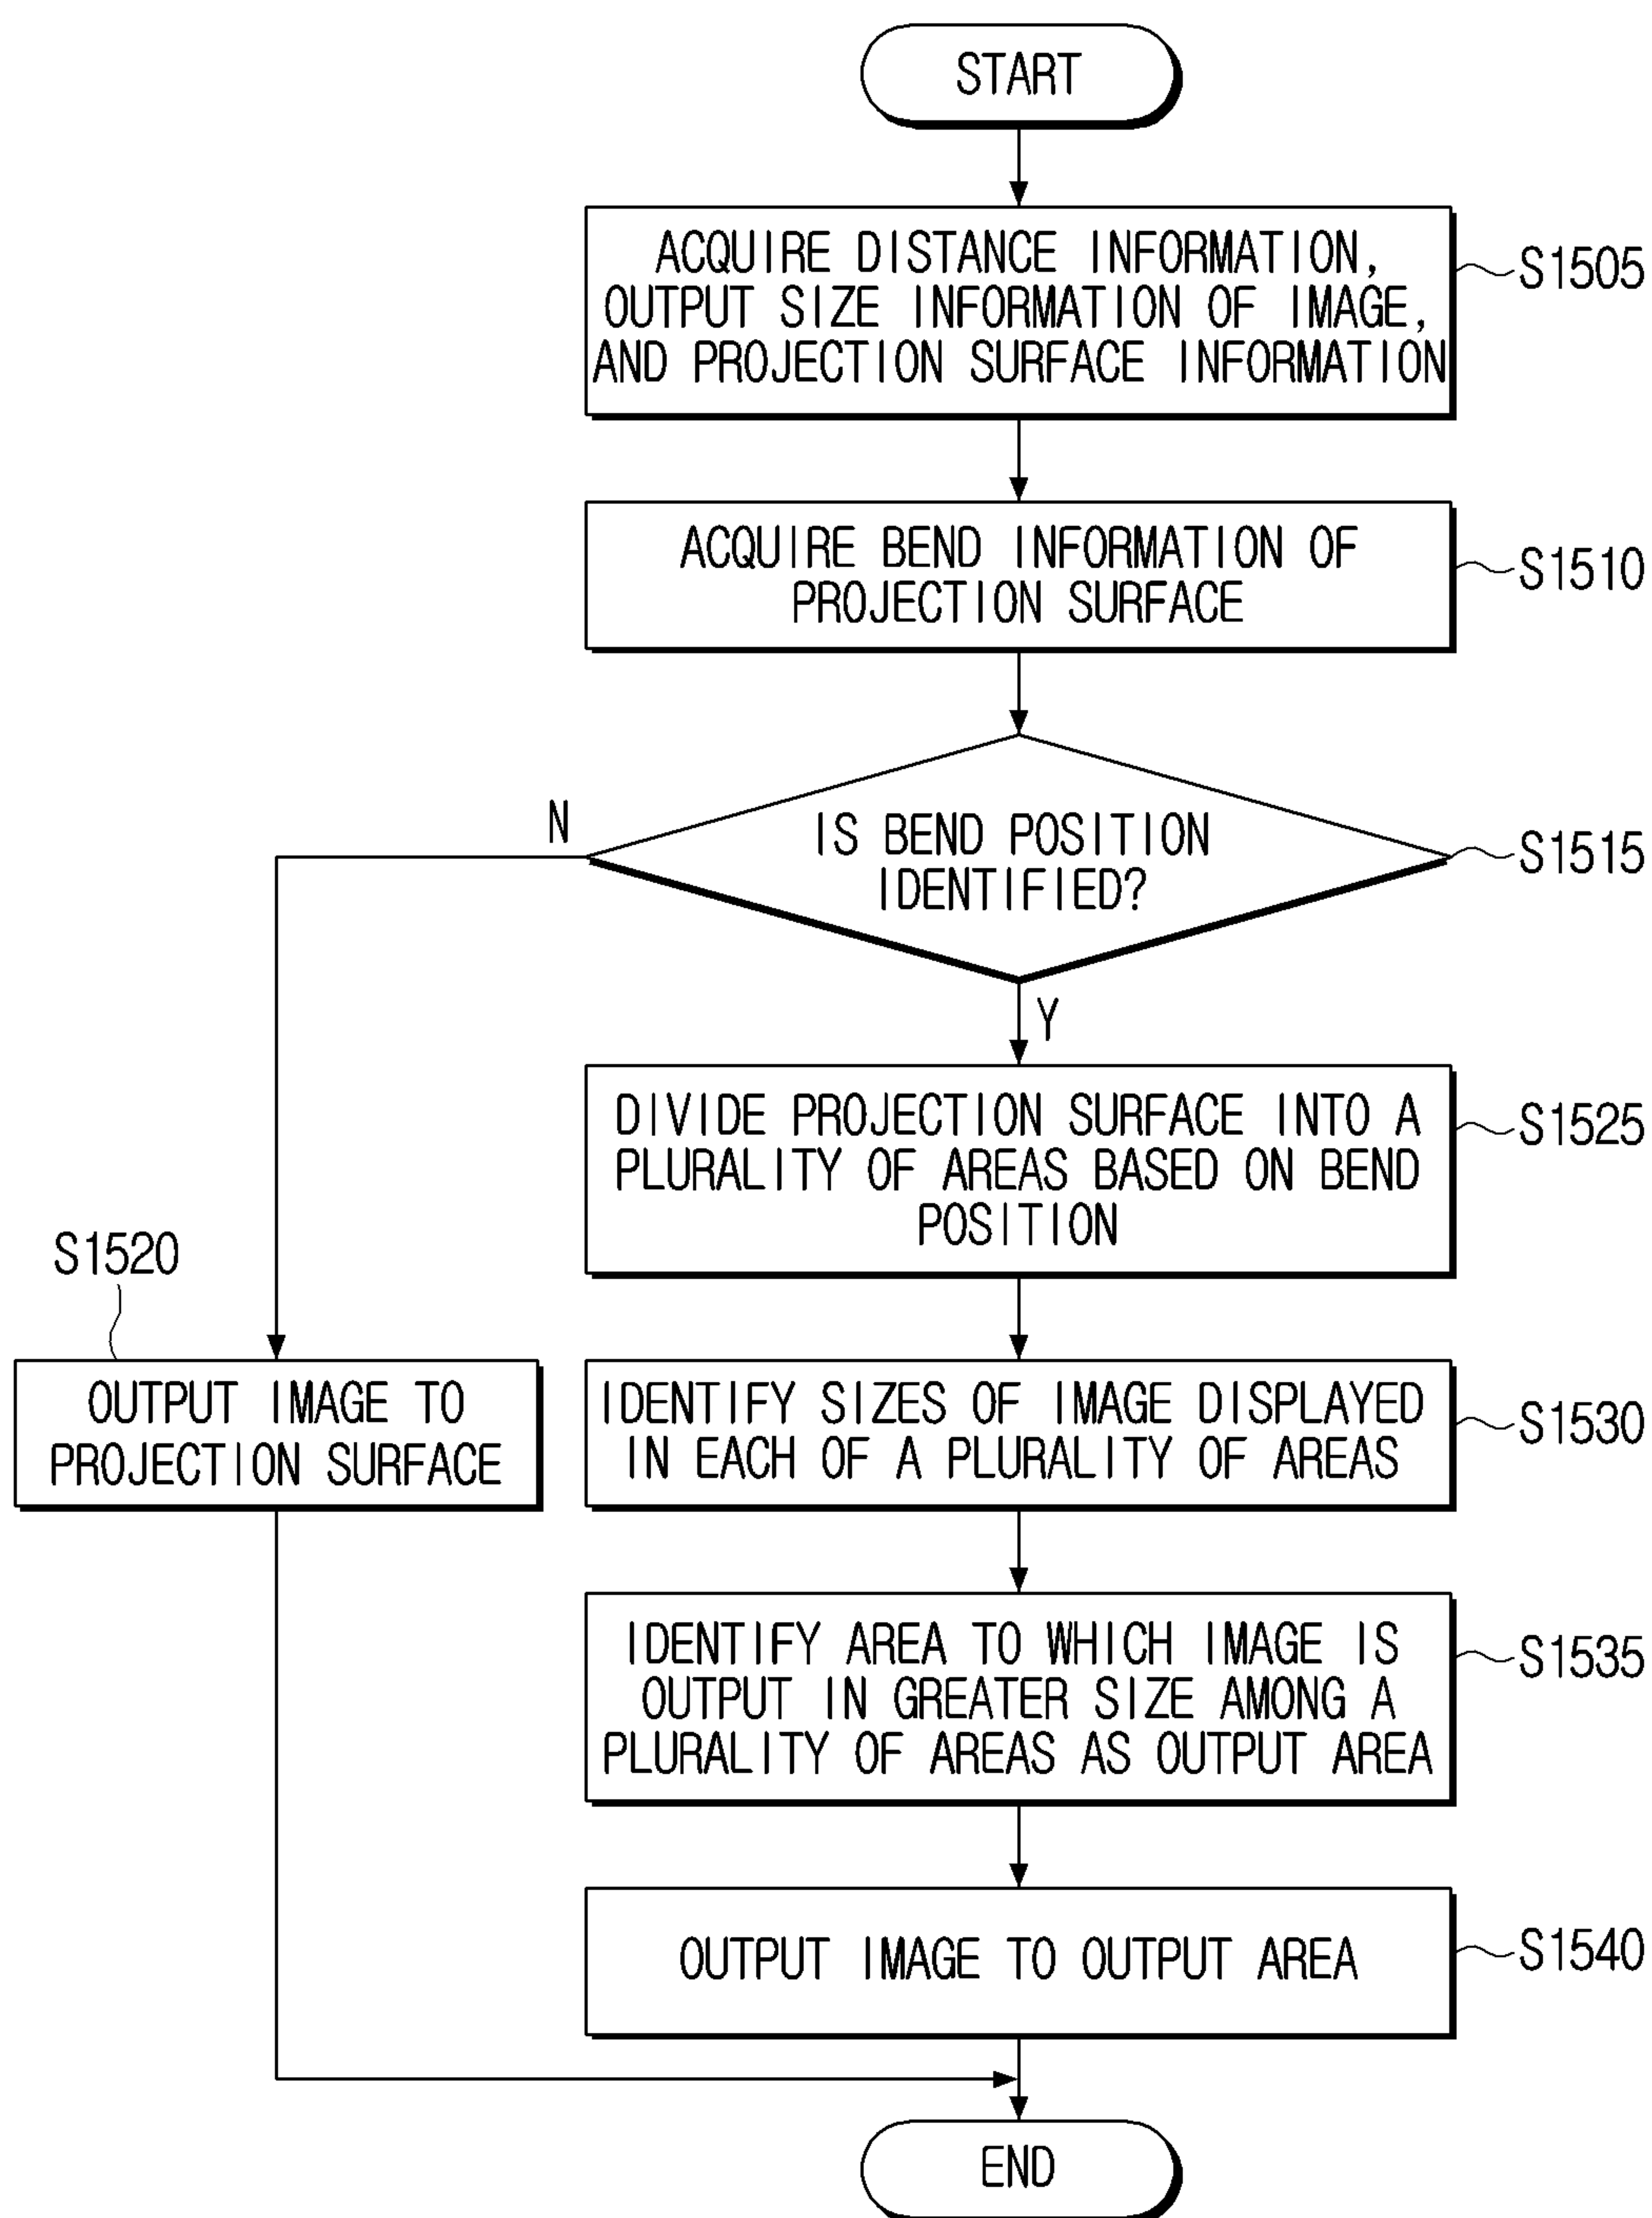 START
ACQUIRE DISTANCE INFORMATION,
OUTPUT SIZE INFORMATION OF IMAGE,
AND PROJECTION SURFACE INFORMATION
S1505
ACQUIRE BEND INFORMATION OF
PROJECTION SURFACE
S1510
IS BEND POSITION
IDENTIFIED?
S1515
N
Y
DIVIDE PROJECTION SURFACE INTO A
PLURALITY OF AREAS BASED ON BEND
POSITION
S1525
S1520
OUTPUT IMAGE TO
PROJECTION SURFACE
IDENTIFY SIZES OF IMAGE DISPLAYED
IN EACH OF A PLURALITY OF AREAS
S1530
IDENTIFY AREA TO WHICH IMAGE IS
OUTPUT IN GREATER SIZE AMONG A
PLURALITY OF AREAS AS OUTPUT AREA
S1535
OUTPUT IMAGE TO OUTPUT AREA
S1540
END